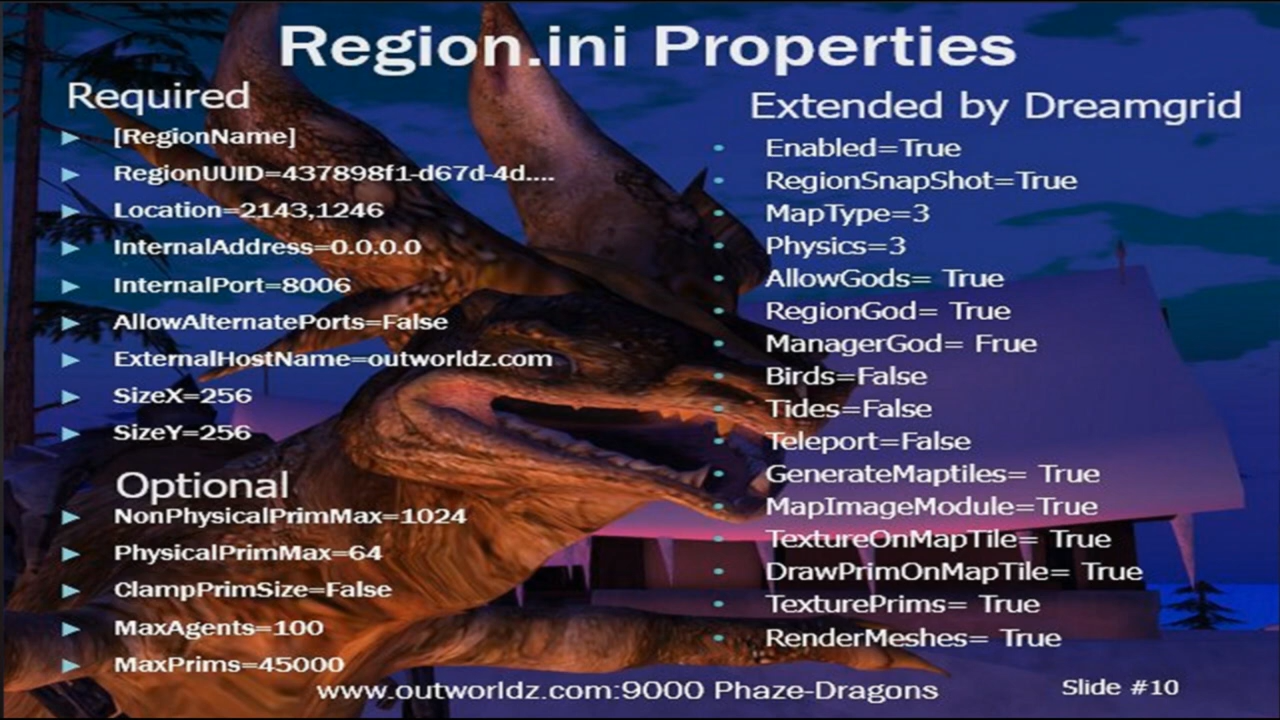 Region.ini Properties
Required
[RegionName]
RegionUUID=437898f1-d67d-4d....
Location=2143,1246
InternalAddress=0.0.0.0
InternalPort=8006
AllowAlternatePorts=False
ExternalHostName=outworldz.com
SizeX=256
SizeY=256
Optional
NonPhysicalPrimMax=1024
PhysicalPrimMax=64
ClampPrimSize=False
MaxAgents=100
MaxPrims=45000
Extended by Dreamgrid
Enabled=True
RegionSnapShot=True
MapType=3
Physics=3
AllowGods= True
RegionGod= True
ManagerGod= Frue
Birds=False
Tides=False
Teleport=False
GenerateMaptiles= True
MapImageModule=True
TextureOnMapTile= True
DrawPrimOnMapTile= True
TexturePrims= True
RenderMeshes= True
www.outworldz.com:9000 Phaze-Dragons
Slide #10